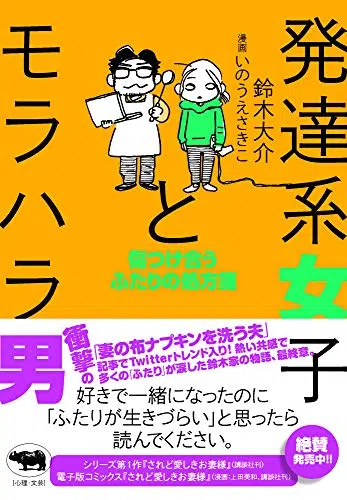 発達系女子
と
モラハラ男
鈴木大介
漫画 いのうえさきこ
傷つけ合う
ふたりの処方箋
衝撃の「妻の布ナプキンを洗う夫」
記事でTwitterトレンド入り!熱い共感で
多くの「ふたり」が涙した鈴木家の物語、最終章。
好きで一緒になったのに
「ふたりが生きづらい」と思ったら
読んでください。
絶賛
発売中!!
シリーズ第1作『されど愛しきお妻様』(講談社刊)
電子版コミックス『されど愛しきお妻様』(漫画:上田美和、講談社刊)
[心理・文芸]